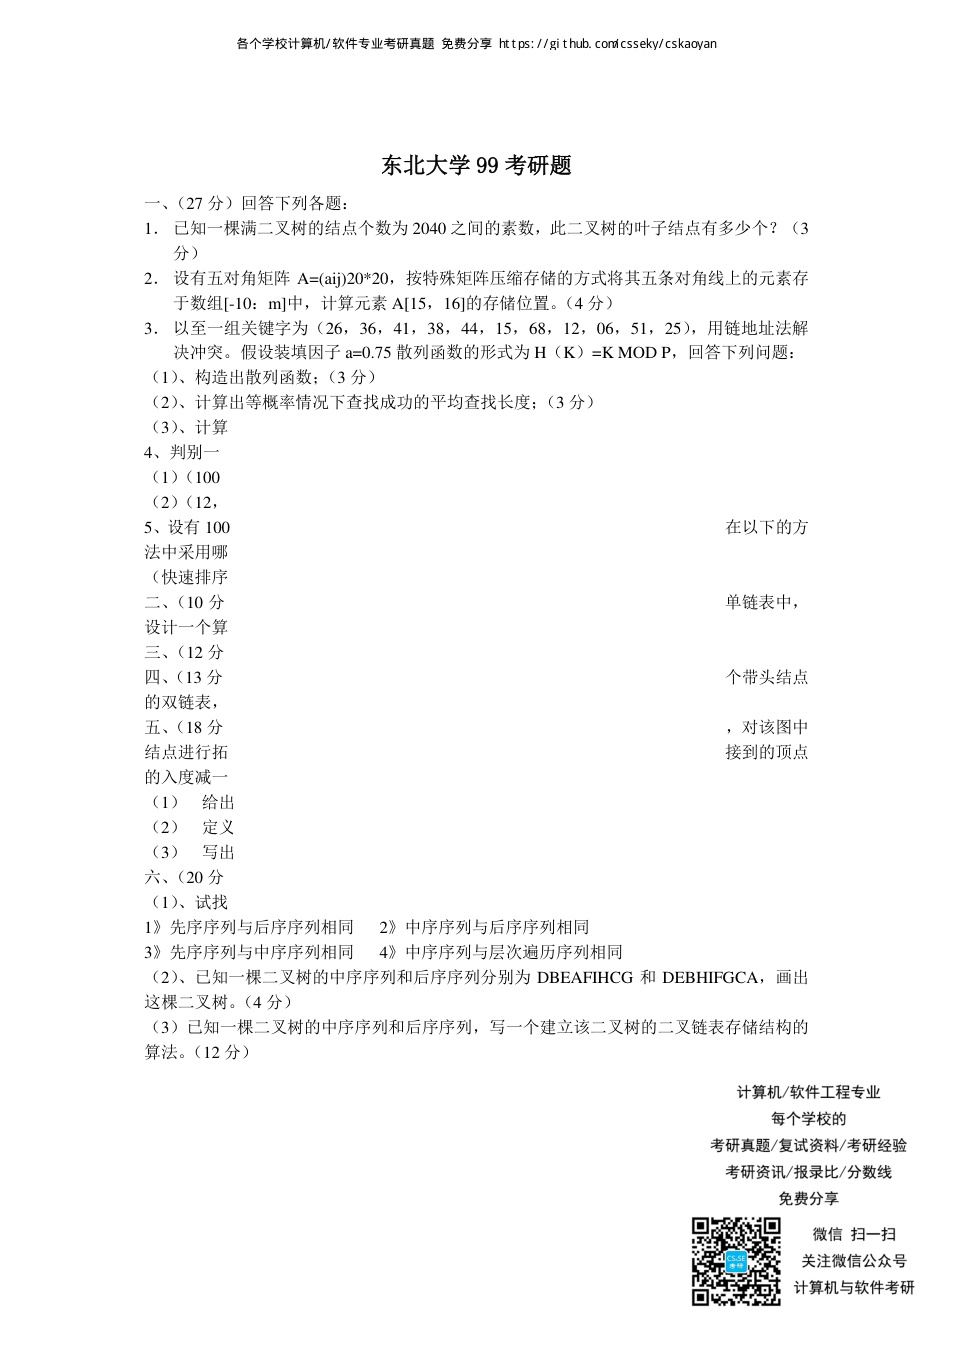 各个学校计算机/软件专业考研真题 免费分享 https://github.com/csseky/cskaoyan
东北大学 99 考研题
一、（27 分）回答下列各题：
1． 已知一棵满二叉树的结点个数为 2040 之间的素数，此二叉树的叶子结点有多少个？（3
分）
2． 设有五对角矩阵 A=(aij)20*20，按特殊矩阵压缩存储的方式将其五条对角线上的元素存
于数组[-10：m]中，计算元素 A[15，16]的存储位置。（4 分）
3． 以至一组关键字为（26，36，41，38，44，15，68，12，06，51，25），用链地址法解
决冲突。假设装填因子 a=0.75 散列函数的形式为 H（K）=K MOD P，回答下列问题：
（1）、构造出散列函数；（3 分）
（2）、计算出等概率情况下查找成功的平均查找长度；（3 分）
（3）、计算
4、判别一
（1）（100
（2）（12，
5、设有 100 在以下的方
法中采用哪
（快速排序
二、（10 分 单链表中，
设计一个算
三、（12 分
四、（13 分 个带头结点
的双链表，
五、（18 分 ，对该图中
结点进行拓 接到的顶点
的入度减一
（1） 给出
（2） 定义
（3） 写出
六、（20 分
（1）、试找
1》先序序列与后序序列相同 2》中序序列与后序序列相同
3》先序序列与中序序列相同 4》中序序列与层次遍历序列相同
（2）、已知一棵二叉树的中序序列和后序序列分别为 DBEAFIHCG 和 DEBHIFGCA，画出
这棵二叉树。（4 分）
（3）已知一棵二叉树的中序序列和后序序列，写一个建立该二叉树的二叉链表存储结构的
算法。（12 分）
计算机/软件工程专业
每个学校的
考研真题/复试资料/考研经验
考研资讯/报录比/分数线
免费分享
微信 扫一扫
关注微信公众号
计算机与软件考研
CS-SE
考研